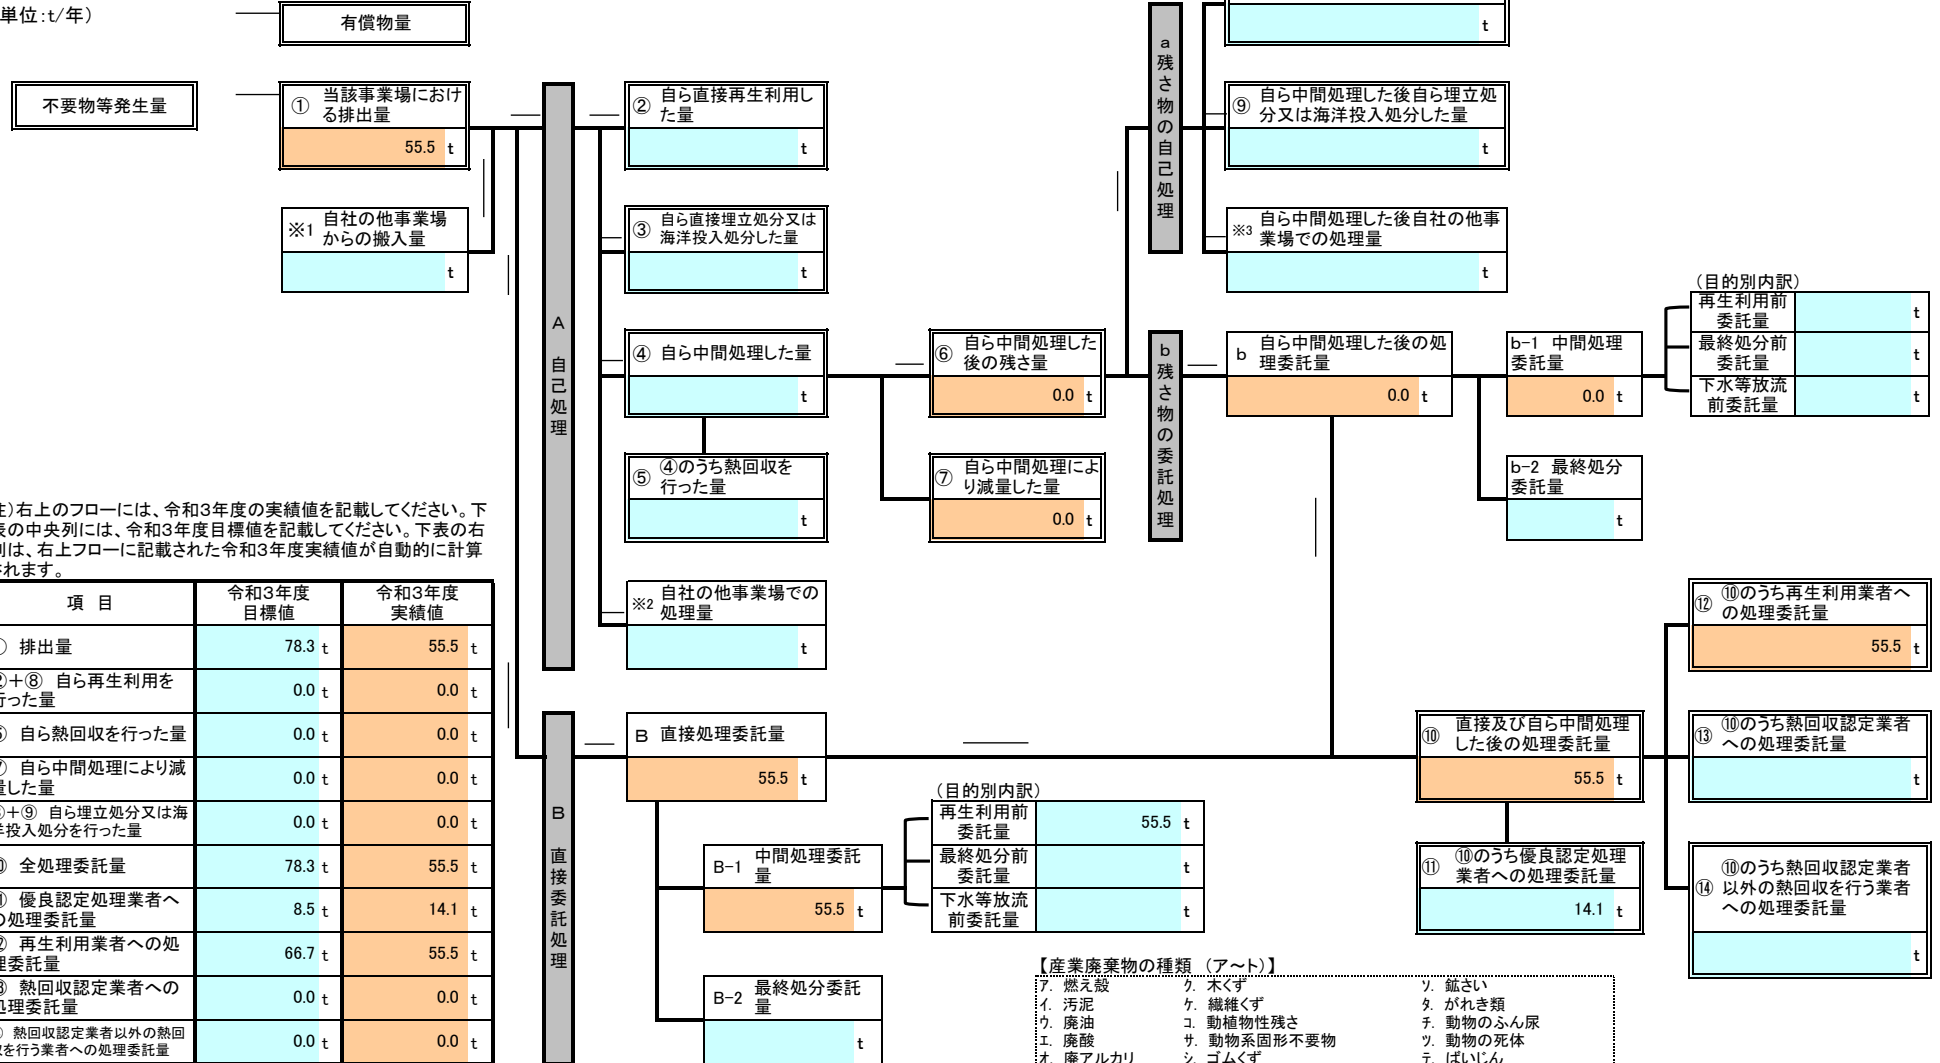 単位：t/年）
有償物量
不要物等発生量
① 当該事業場におけ
る排出量
55.5 t
※1 自社の他事業場
からの搬入量
t
A 自己処理
② 自ら直接再生利用し
た量
t
③ 自ら直接埋立処分又は
海洋投入処分した量
t
④ 自ら中間処理した量
t
⑤ ④のうち熱回収を
行った量
t
※2 自社の他事業場での
処理量
t
⑥ 自ら中間処理した
後の残さ量
0.0 t
⑦ 自ら中間処理によ
り減量した量
0.0 t
a 残さ物の自己処理
t
⑨ 自ら中間処理した後自ら埋立処
分又は海洋投入処分した量
t
※3 自ら中間処理した後自社の他事
業場での処理量
t
b 残さ物の委託処理
b 自ら中間処理した後の処
理委託量
0.0 t
b-1 中間処理
委託量
0.0 t
b-2 最終処分
委託量
t
（目的別内訳）
再生利用前
委託量
t
最終処分前
委託量
t
下水等放流
前委託量
t
注）右上のフローには、令和３年度の実績値を記載してください。下
表の中央列には、令和３年度目標値を記載してください。下表の右
列は、右上フローに記載された令和３年度実績値が自動的に計算
されます。
項 目 令和３年度 令和３年度
目標値 実績値
排出量 78.3 t 55.5 t
②＋⑧ 自ら再生利用を
行った量 0.0 t 0.0 t
自ら熱回収を行った量 0.0 t 0.0 t
自ら中間処理により減
量した量 0.0 t 0.0 t
＋⑨ 自ら埋立処分又は海
洋投入処分を行った量 0.0 t 0.0 t
全処理委託量 78.3 t 55.5 t
優良認定処理業者へ
の処理委託量 8.5 t 14.1 t
再生利用業者への処
理委託量 66.7 t 55.5 t
熱回収認定業者への
処理委託量 0.0 t 0.0 t
熱回収認定業者以外の熱回
収を行う業者への処理委託量 0.0 t 0.0 t
B 直接委託処理
B 直接処理委託量
55.5 t
B-1 中間処理委託
量
55.5 t
B-2 最終処分委託
量
t
（目的別内訳）
再生利用前
委託量
55.5 t
最終処分前
委託量
t
下水等放流
前委託量
t
⑩ 直接及び自ら中間処理
した後の処理委託量
55.5 t
⑪ ⑩のうち優良認定処理
業者への処理委託量
14.1 t
⑫ ⑩のうち再生利用業者へ
の処理委託量
55.5 t
⑬ ⑩のうち熱回収認定業者
への処理委託量
t
⑭ ⑩のうち熱回収認定業者
以外の熱回収を行う業者
への処理委託量
t
【産業廃棄物の種類 （ア～ト）】
ア. 燃え殻 ク. 木くず ソ. 鉱さい
イ. 汚泥 ケ. 繊維くず タ. がれき類
ウ. 廃油 コ. 動植物性残さ チ. 動物のふん尿
エ. 廃酸 サ. 動物系固形不要物 ツ. 動物の死体
オ. 廃アルカリ シ. ゴムくず テ. ばいじん